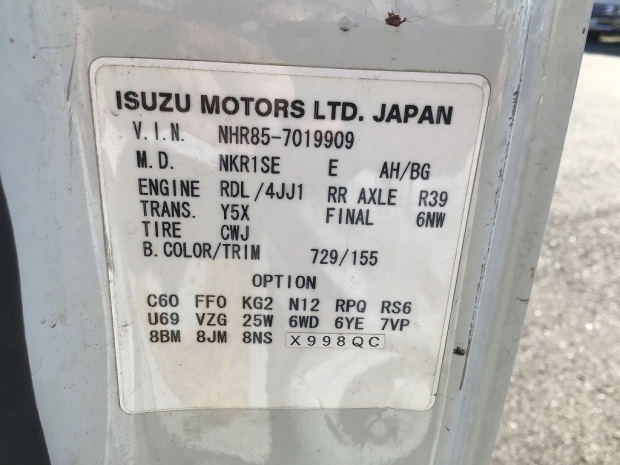 ISUZU MOTORS LTD. JAPAN
V.I.N. NHR85-7019909
M.D. NKR1SE E AH/BG
ENGINE RDL/4JJ1 RR AXLE R39
TRANS. Y5X FINAL 6NW
TIRE CWJ
B.COLOR/TRIM 729/155
OPTION
C60 FF0 KG2 N12 RPQ RS6
U69 VZG 25W 6WD 6YE 7VP
8BM 8JM 8NS X998QC